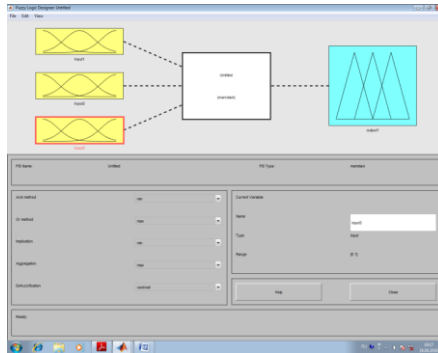 Fuzzy Logic Designer: Untitled
File Edit View
input1
input2
input3
Untitled
(mamdani)
output1
FIS Name: Untitled
FIS Type: mamdani
And method min
Or method max
Implication min
Aggregation max
Defuzzification centroid
Current Variable
Name input3
Type input
Range [0 1]
Help
Close
Ready